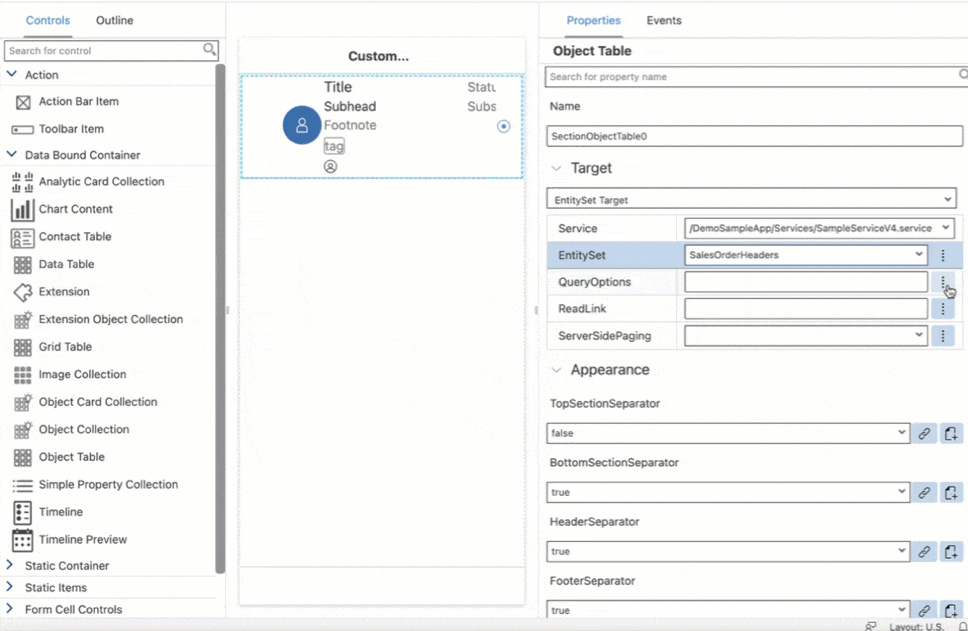 Controls
Outline
Search for control
Action
Action Bar Item
Toolbar Item
Data Bound Container
Analytic Card Collection
Chart Content
Contact Table
Data Table
Extension
Extension Object Collection
Grid Table
Image Collection
Object Card Collection
Object Collection
Object Table
Simple Property Collection
Timeline
Timeline Preview
Static Container
Static Items
Form Cell Controls
Custom...
Title
Statu
Subhead
Subs
Footnote
tag
Properties
Events
Object Table
Search for property name
Name
SectionObjectTable0
Target
EntitySet Target
Service /DemoSampleApp/Services/SampleServiceV4.service
EntitySet SalesOrderHeaders
QueryOptions
ReadLink
ServerSidePaging
Appearance
TopSectionSeparator
false
BottomSectionSeparator
true
HeaderSeparator
true
FooterSeparator
true
Layout: U.S.